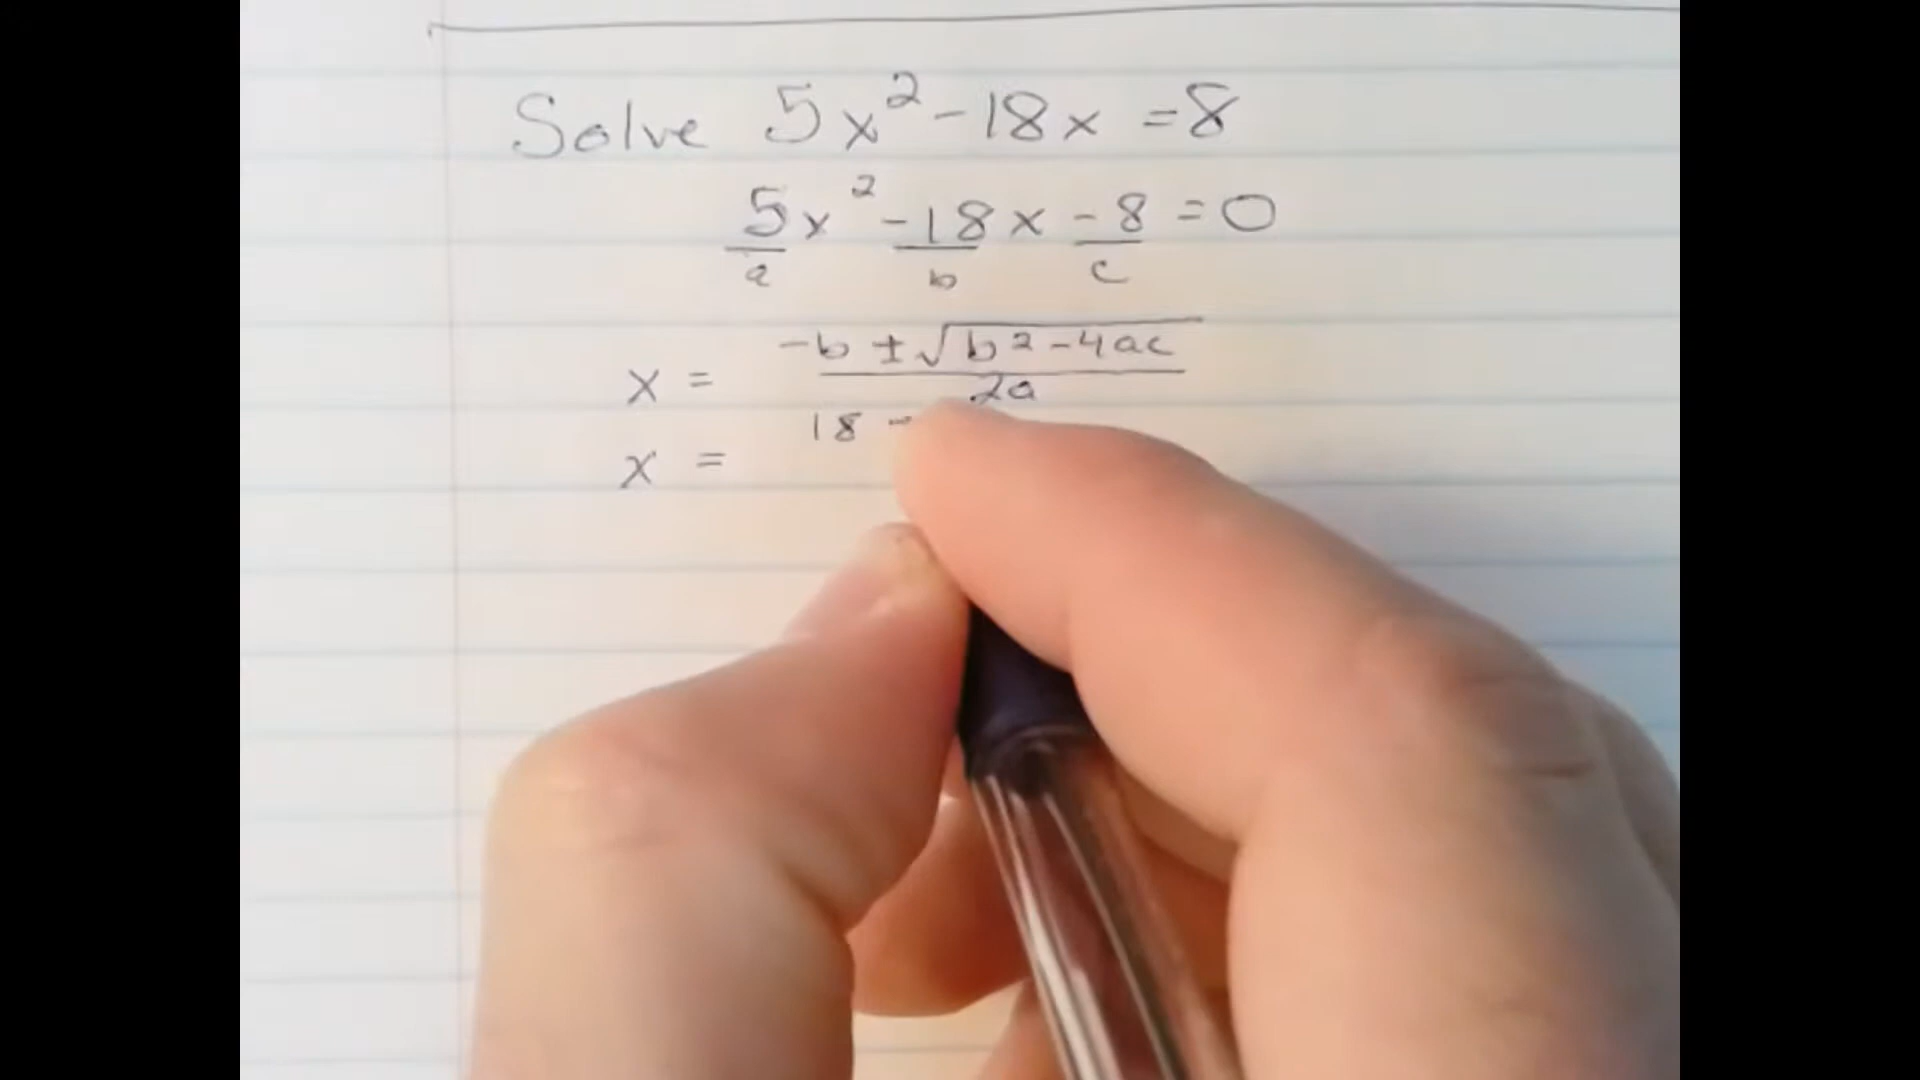 Solve 5x² - 18x = 8
5x² - 18x - 8 = 0
a b c
x = -b ± √b² - 4ac / 2a
x = 18 -